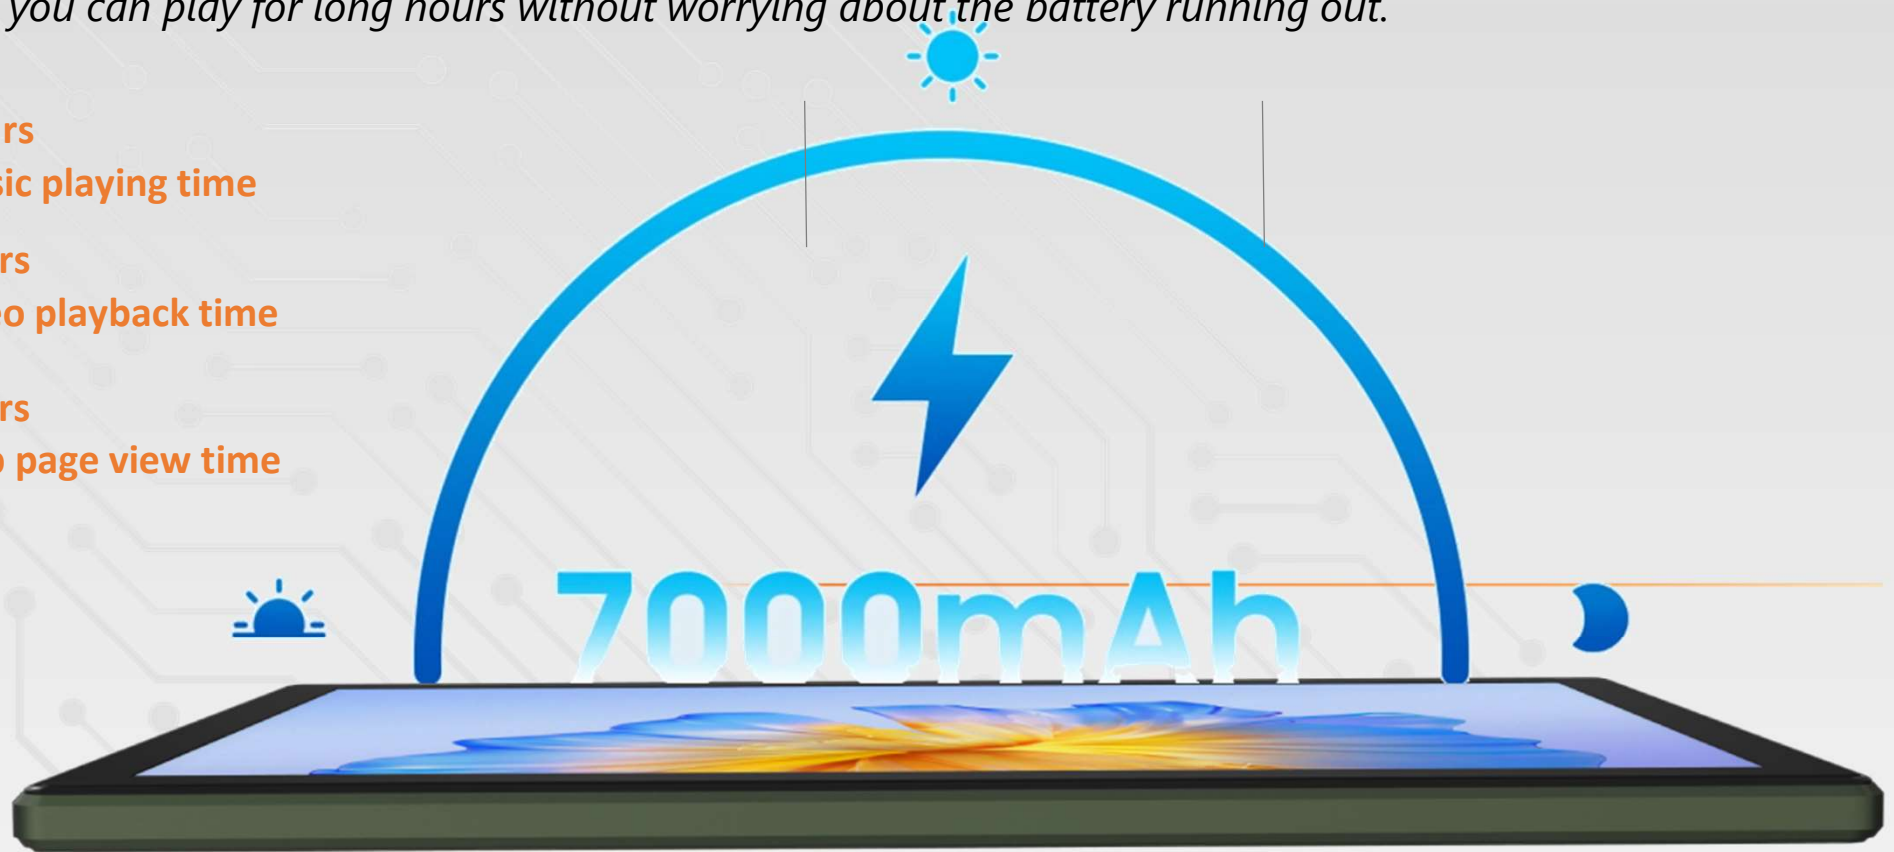 you can play for long hours without worrying about the battery running out.
rs
sic playing time
rs
eo playback time
rs
page view time
7000mAh